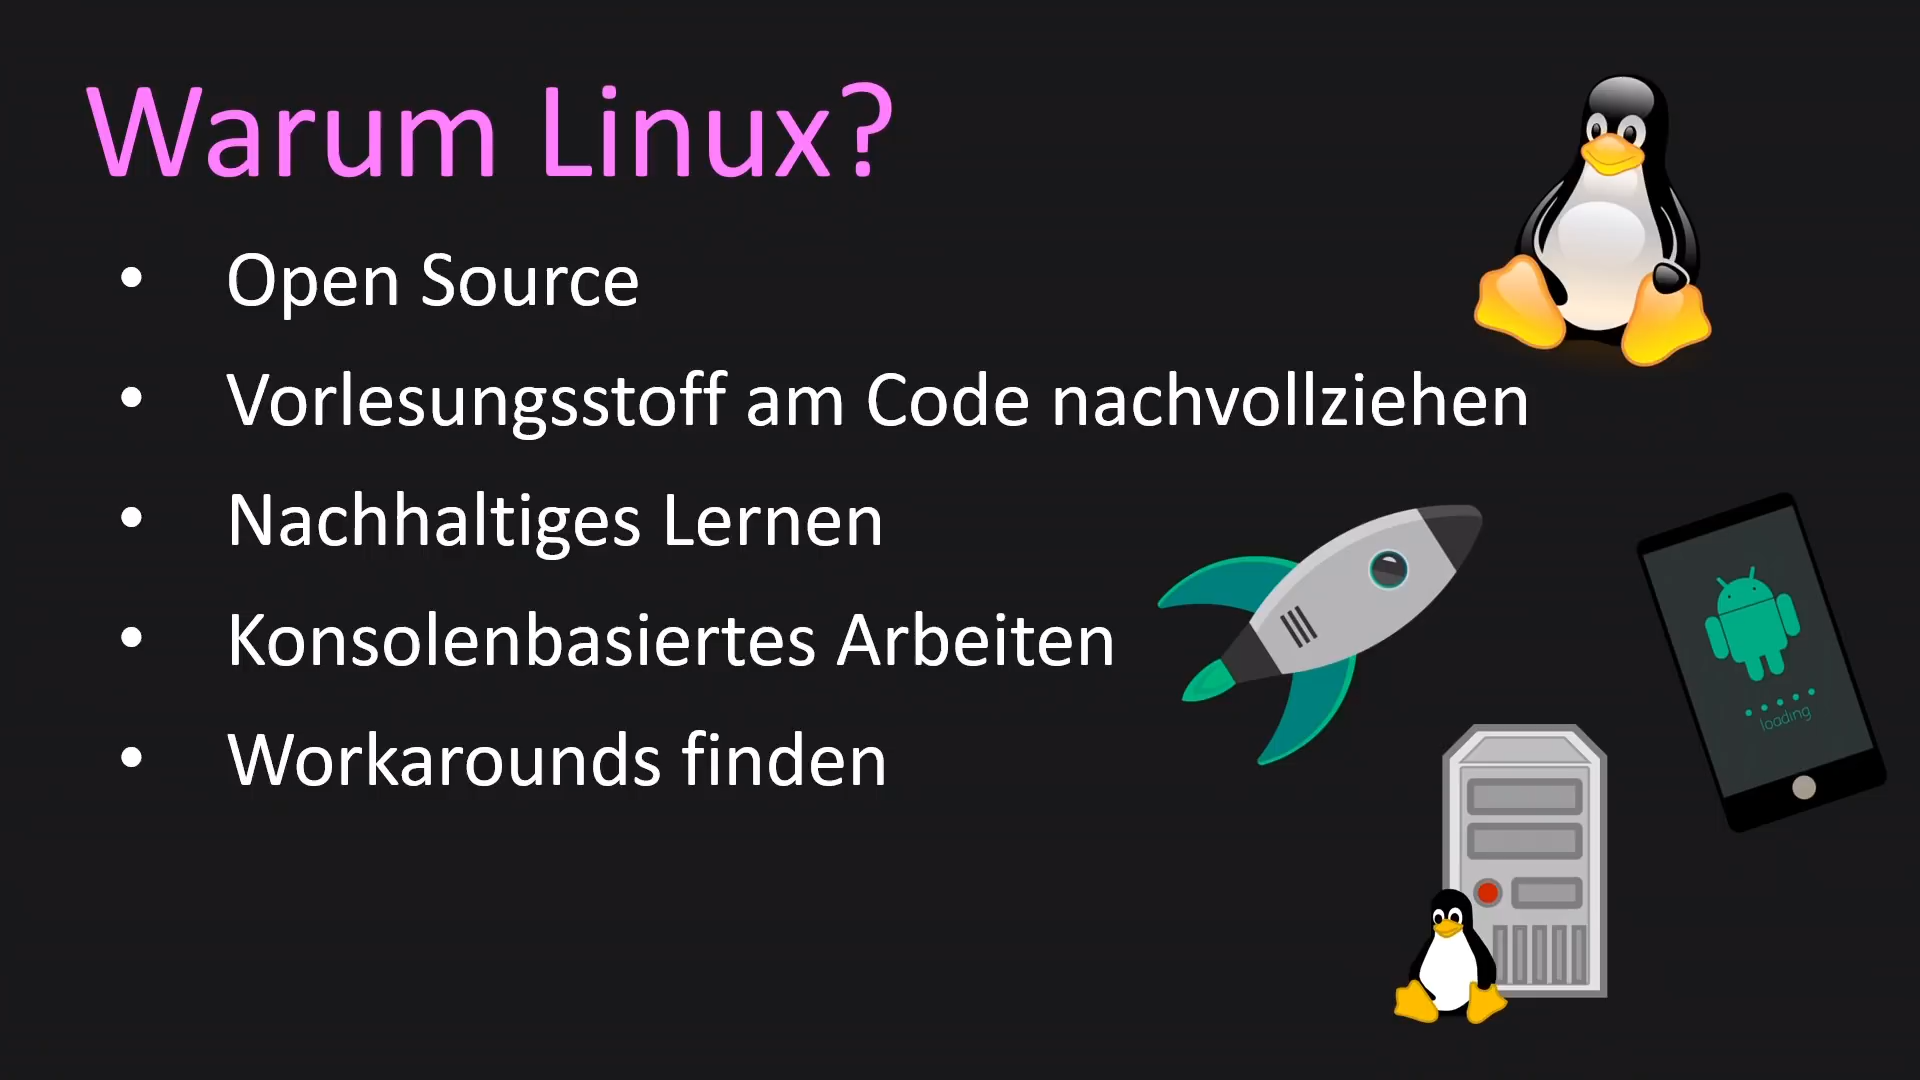 Warum Linux?
• Open Source
• Vorlesungsstoff am Code nachvollziehen
• Nachhaltiges Lernen
• Konsolenbasiertes Arbeiten
• Workarounds finden
loading